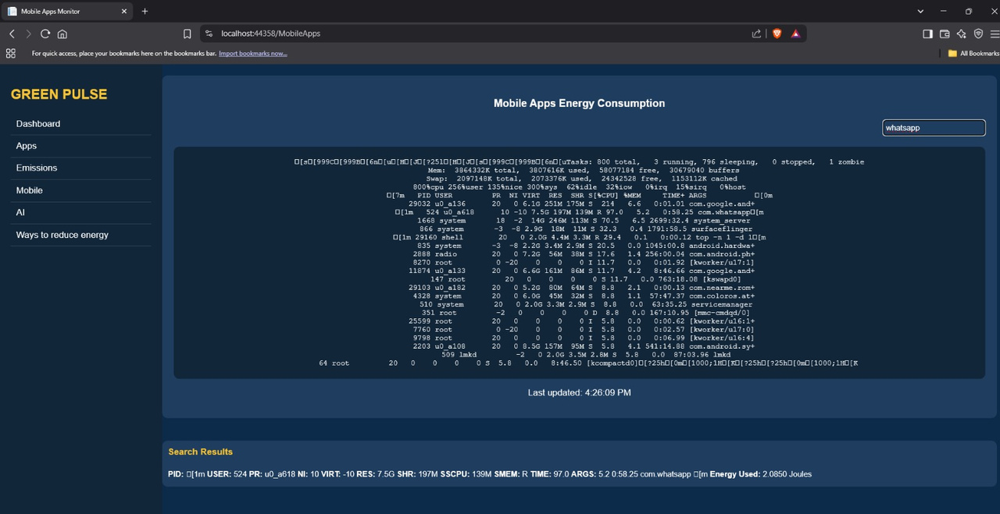 Mobile Apps Monitor
localhost:44358/MobileApps
For quick access, place your bookmarks here on the bookmarks bar. Import bookmarks now...
All Bookmarks
GREEN PULSE
Dashboard
Apps
Emissions
Mobile
AI
Ways to reduce energy
Mobile Apps Energy Consumption
whatsapp
□[s□[999C□[999B□[6n□[u□[H□[J□[?25l□[H□[J□[s□[999C□[999B□[6n□[uTasks: 800 total, 3 running, 796 sleeping, 0 stopped, 1 zombie
Mem: 3864332K total, 3807616K used, 58077184 free, 30679040 buffers
Swap: 2097148K total, 2073376K used, 24342528 free, 1153112K cached
800%cpu 256%user 135%nice 300%sys 62%idle 32%iow 0%irq 15%sirq 0%host
□[7m PID USER PR NI VIRT RES SHR S[%CPU] %MEM TIME+ ARGS □[0m
29032 u0_a136 20 0 6.1G 251M 175M S 214 6.6 0:01.01 com.google.and+
□[1m 524 u0_a618 10 -10 7.5G 197M 139M R 97.0 5.2 0:58.25 com.whatsapp□[m
1668 system 18 -2 14G 246M 113M S 70.5 6.5 2699:32.4 system_server
866 system -3 -8 2.9G 18M 11M S 32.3 0.4 1791:58.5 surfaceflinger
□[1m 29160 shell 20 0 2.0G 4.4M 3.3M R 29.4 0.1 0:00.12 top -n 1 -d 1□[m
835 system -3 -8 2.2G 3.4M 2.9M S 20.5 0.0 1045:00.8 android.hardwa+
2888 radio 20 0 7.2G 56M 38M S 17.6 1.4 256:00.04 com.android.ph+
8270 root 0 -20 0 0 0 I 11.7 0.0 0:01.92 [kworker/u17:1]
11874 u0_a133 20 0 6.6G 161M 86M S 11.7 4.2 8:46.66 com.google.and+
147 root 20 0 0 0 0 S 11.7 0.0 763:18.08 [kswapd0]
29103 u0_a182 20 0 5.2G 80M 64M S 8.8 2.1 0:00.13 com.nearme.rom+
4328 system 20 0 6.0G 45M 32M S 8.8 1.1 57:47.37 com.coloros.at+
510 system 20 0 2.0G 3.3M 2.9M S 8.8 0.0 63:35.25 servicemanager
351 root -2 0 0 0 0 D 8.8 0.0 167:10.95 [mmc-cmdqd/0]
25599 root 20 0 0 0 0 I 5.8 0.0 0:00.62 [kworker/u16:1+
7760 root 0 -20 0 0 0 I 5.8 0.0 0:02.57 [kworker/u17:0]
9798 root 20 0 0 0 0 I 5.8 0.0 0:06.99 [kworker/u16:4]
2203 u0_a108 20 0 8.5G 157M 95M S 5.8 4.1 541:14.88 com.android.sy+
509 lmkd -2 0 2.0G 3.5M 2.8M S 5.8 0.0 87:03.96 lmkd
64 root 20 0 0 0 0 S 5.8 0.0 8:46.50 [kcompactd0]□[?25h□[0m□[1000;1H□[K□[?25h□[?25h□[0m□[1000;1H□[K
Last updated: 4:26:09 PM
Search Results
PID: □[1m USER: 524 PR: u0_a618 NI: 10 VIRT: -10 RES: 7.5G SHR: 197M SSCPU: 139M SMEM: R TIME: 97.0 ARGS: 5.2 0:58.25 com.whatsapp □[m Energy Used: 2.0850 Joules